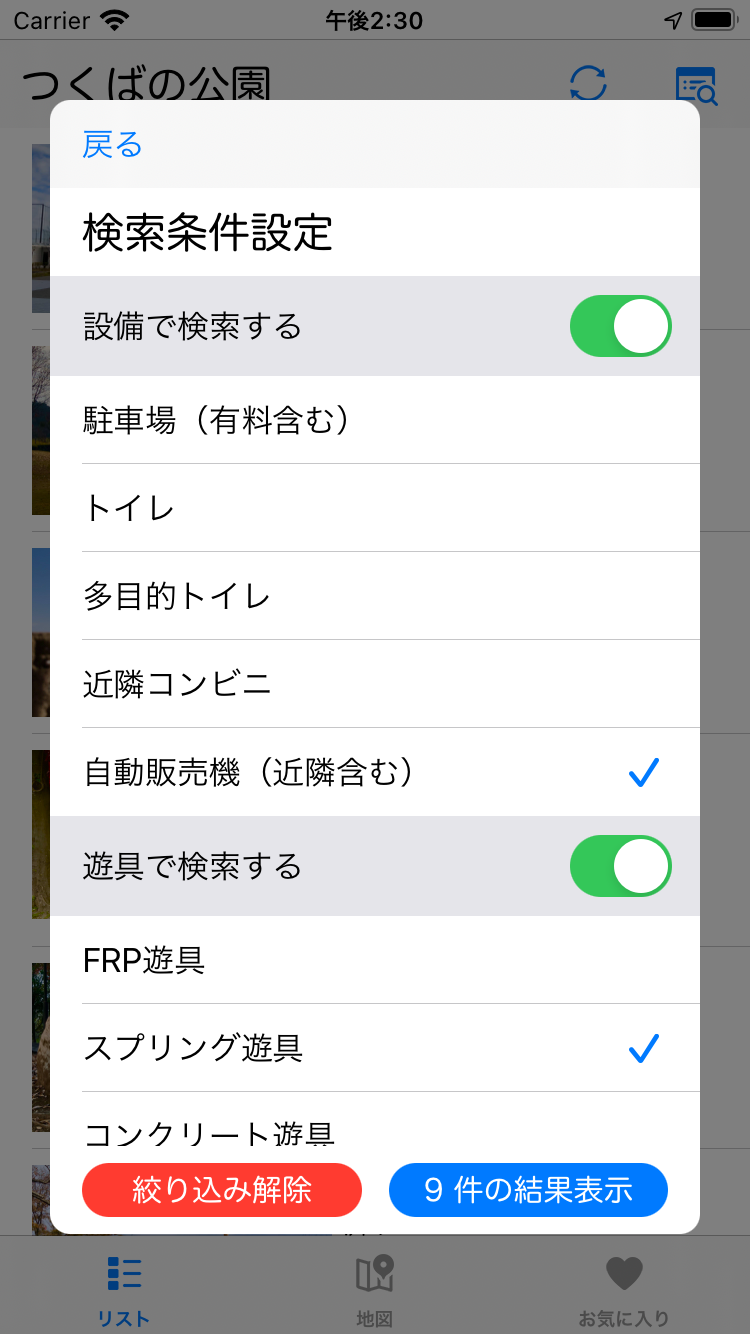 Carrier 午後2:30
つくばの公園
戻る
検索条件設定
設備で検索する
駐車場（有料含む）
トイレ
多目的トイレ
近隣コンビニ
自動販売機（近隣含む）
遊具で検索する
FRP遊具
スプリング遊具
コンクリート遊具
絞り込み解除 9 件の結果表示
リスト 地図 お気に入り